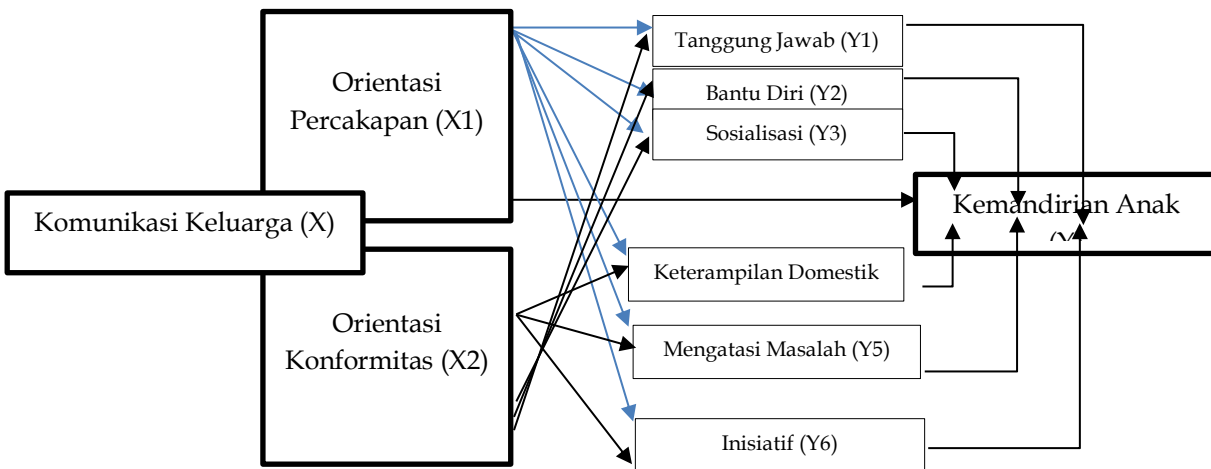 Orientasi
Percakapan (X1)
Komunikasi Keluarga (X)
Orientasi
Konformitas (X2)
Tanggung Jawab (Y1)
Bantu Diri (Y2)
Sosialisasi (Y3)
Keterampilan Domestik
Mengatasi Masalah (Y5)
Inisiatif (Y6)
Kemandirian Anak